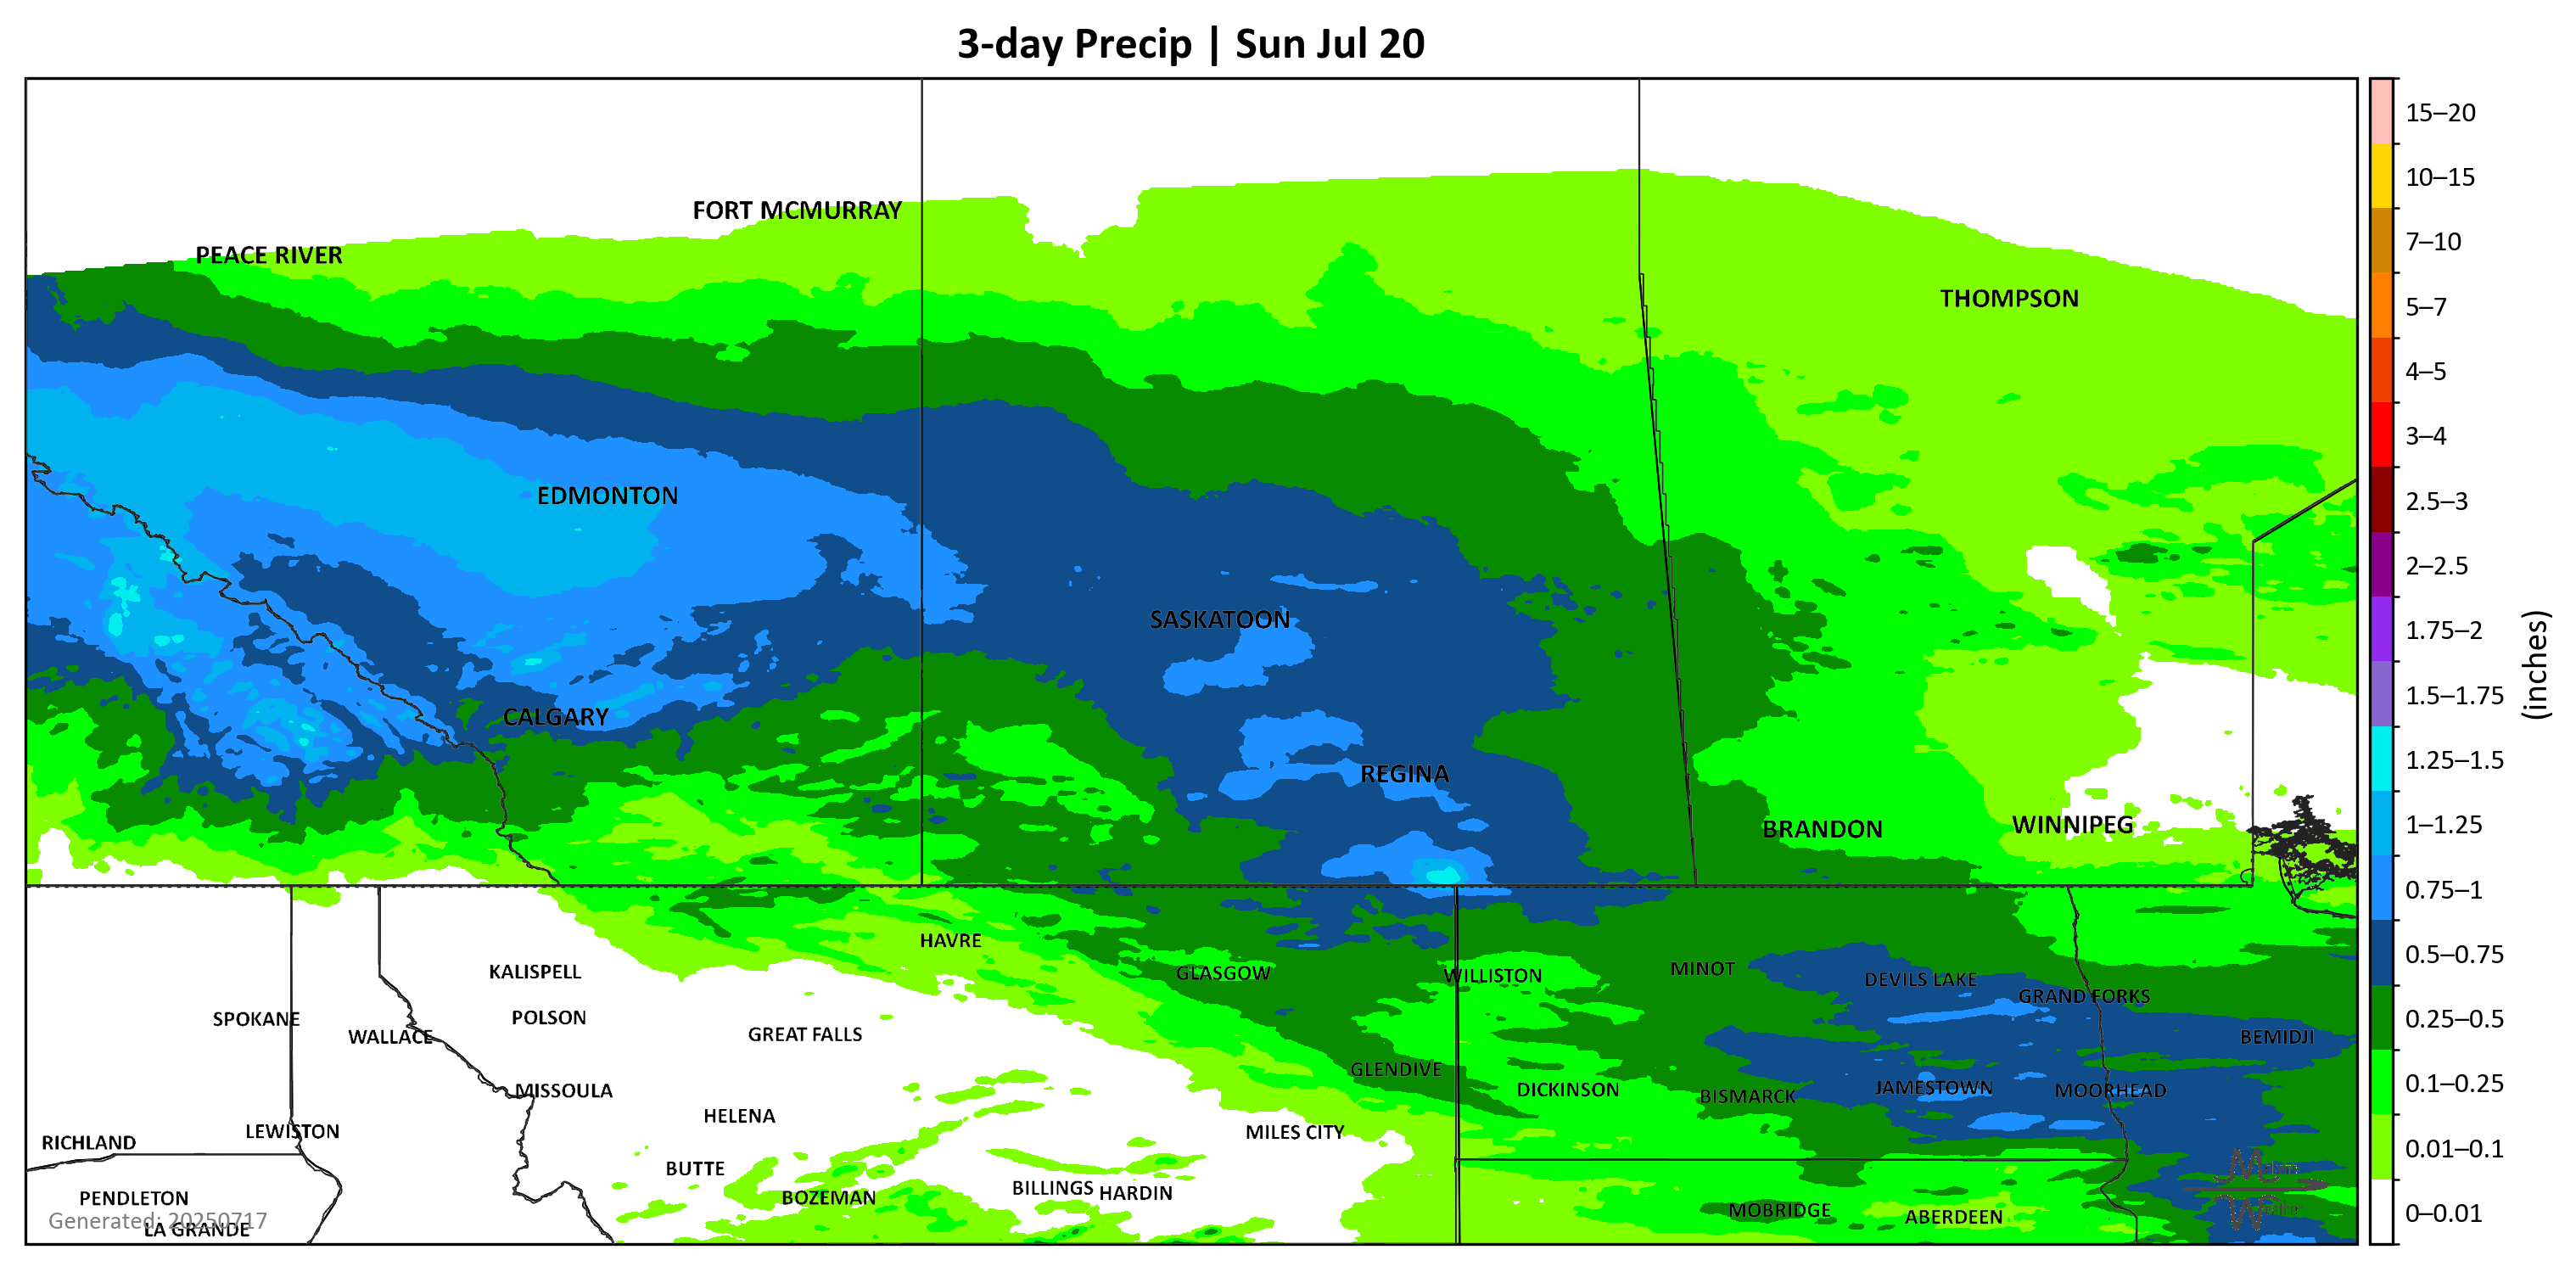 3-day Precip | Sun Jul 20
FORT MCMURRAY
PEACE RIVER
THOMPSON
EDMONTON
SASKATOON
CALGARY
REGINA
BRANDON
WINNIPEG
HAVRE
KALISPELL
GLASGOW
WILLISTON
MINOT
DEVILS LAKE
GRAND FORKS
SPOKANE
WALLACE
POLSON
GREAT FALLS
BEMIDJI
GLENDIVE
MISSOULA
DICKINSON
BISMARCK
JAMESTOWN
MOORHEAD
HELENA
RICHLAND
LEWISTON
MILES CITY
BUTTE
BILLINGS
HARDIN
PENDLETON
BOZEMAN
MOBRIDGE
ABERDEEN
Generated: 20250717
LA GRANDE
15–20
10–15
7–10
5–7
4–5
3–4
2.5–3
2–2.5
1.75–2
1.5–1.75
1.25–1.5
1–1.25
0.75–1
0.5–0.75
0.25–0.5
0.1–0.25
0.01–0.1
0–0.01
(inches)